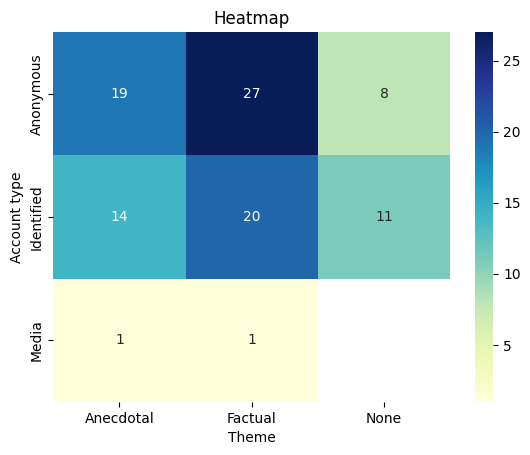 Heatmap
Anonymous
19
27
8
Identified
14
20
11
Media
1
1
Account type
Anecdotal
Factual
None
Theme
25
20
15
10
5